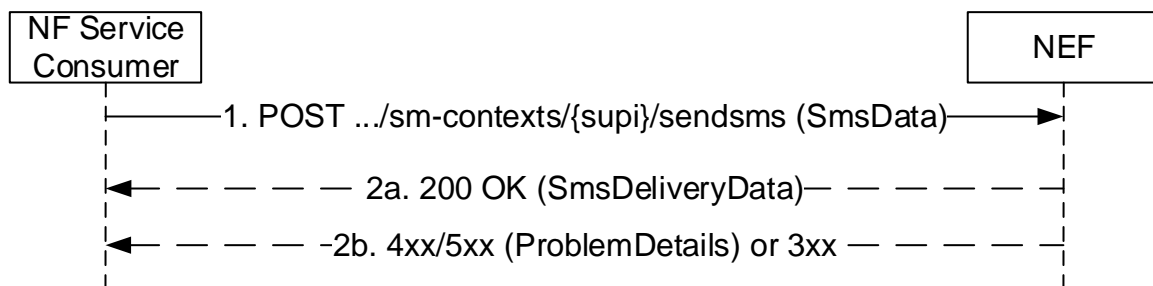 NF Service
Consumer
NEF
1. POST .../sm-contexts/{supi}/sendsms (SmsData)
2a. 200 OK (SmsDeliveryData)
2b. 4xx/5xx (ProblemDetails) or 3xx